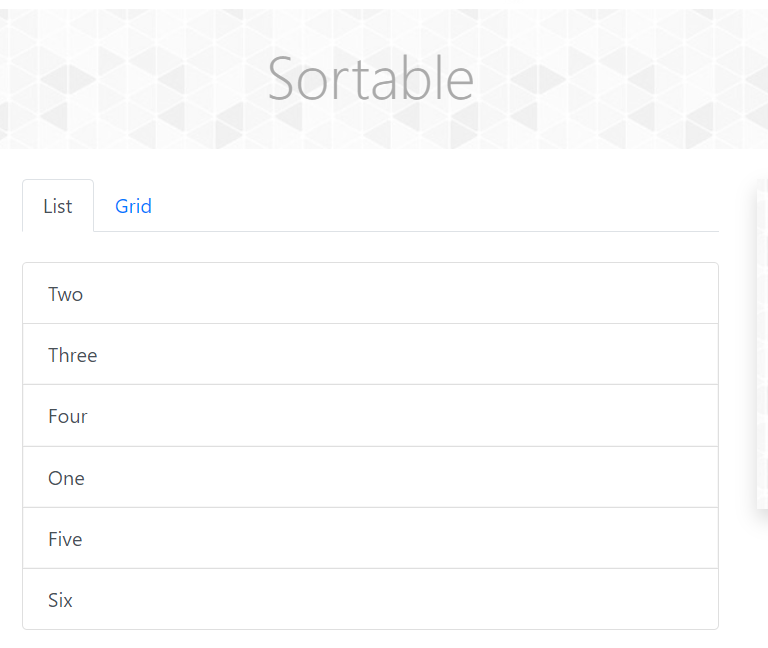 Sortable
List Grid
Two
Three
Four
One
Five
Six